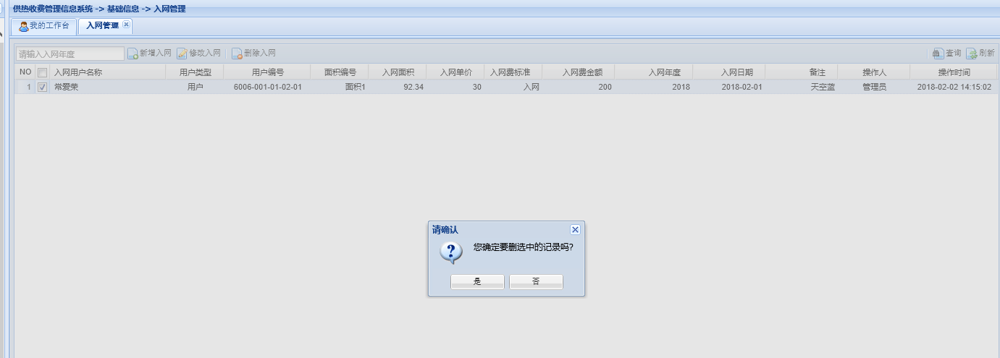 供热收费管理信息系统 -> 基础信息 -> 入网管理
我的工作台 入网管理
请输入入网年度 新增入网 修改入网 删除入网 查询 刷新
NO 入网用户名称 用户类型 用户编号 面积编号 入网面积 入网单价 入网费标准 入网费金额 入网年度 入网日期 备注 操作人 操作时间
1 常爱荣 用户 6006-001-01-02-01 面积1 92.34 30 入网 200 2018 2018-02-01 天空蓝 管理员 2018-02-02 14:15:02
请确认
您确定要删选中的记录吗?
是 否